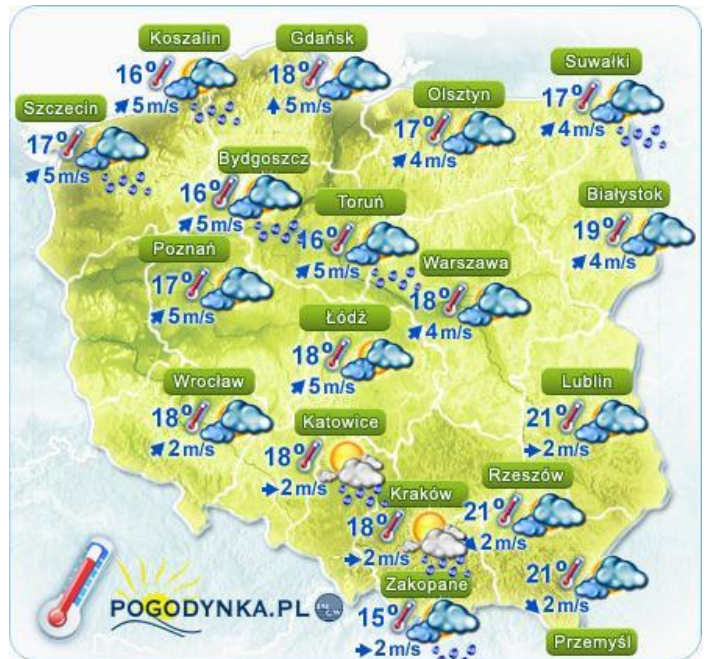 Koszalin
16°
5 m/s
Gdańsk
18°
5 m/s
Suwałki
17°
4 m/s
Olsztyn
17°
4 m/s
Szczecin
17°
5 m/s
Bydgoszcz
16°
5 m/s
Toruń
16°
5 m/s
Białystok
19°
4 m/s
Poznań
17°
5 m/s
Warszawa
18°
4 m/s
Łódź
18°
5 m/s
Wrocław
18°
2 m/s
Lublin
21°
2 m/s
Katowice
18°
2 m/s
Kraków
18°
2 m/s
Rzeszów
21°
2 m/s
Zakopane
15°
2 m/s
21°
2 m/s
Przemyśl
POGODYNKA.PL